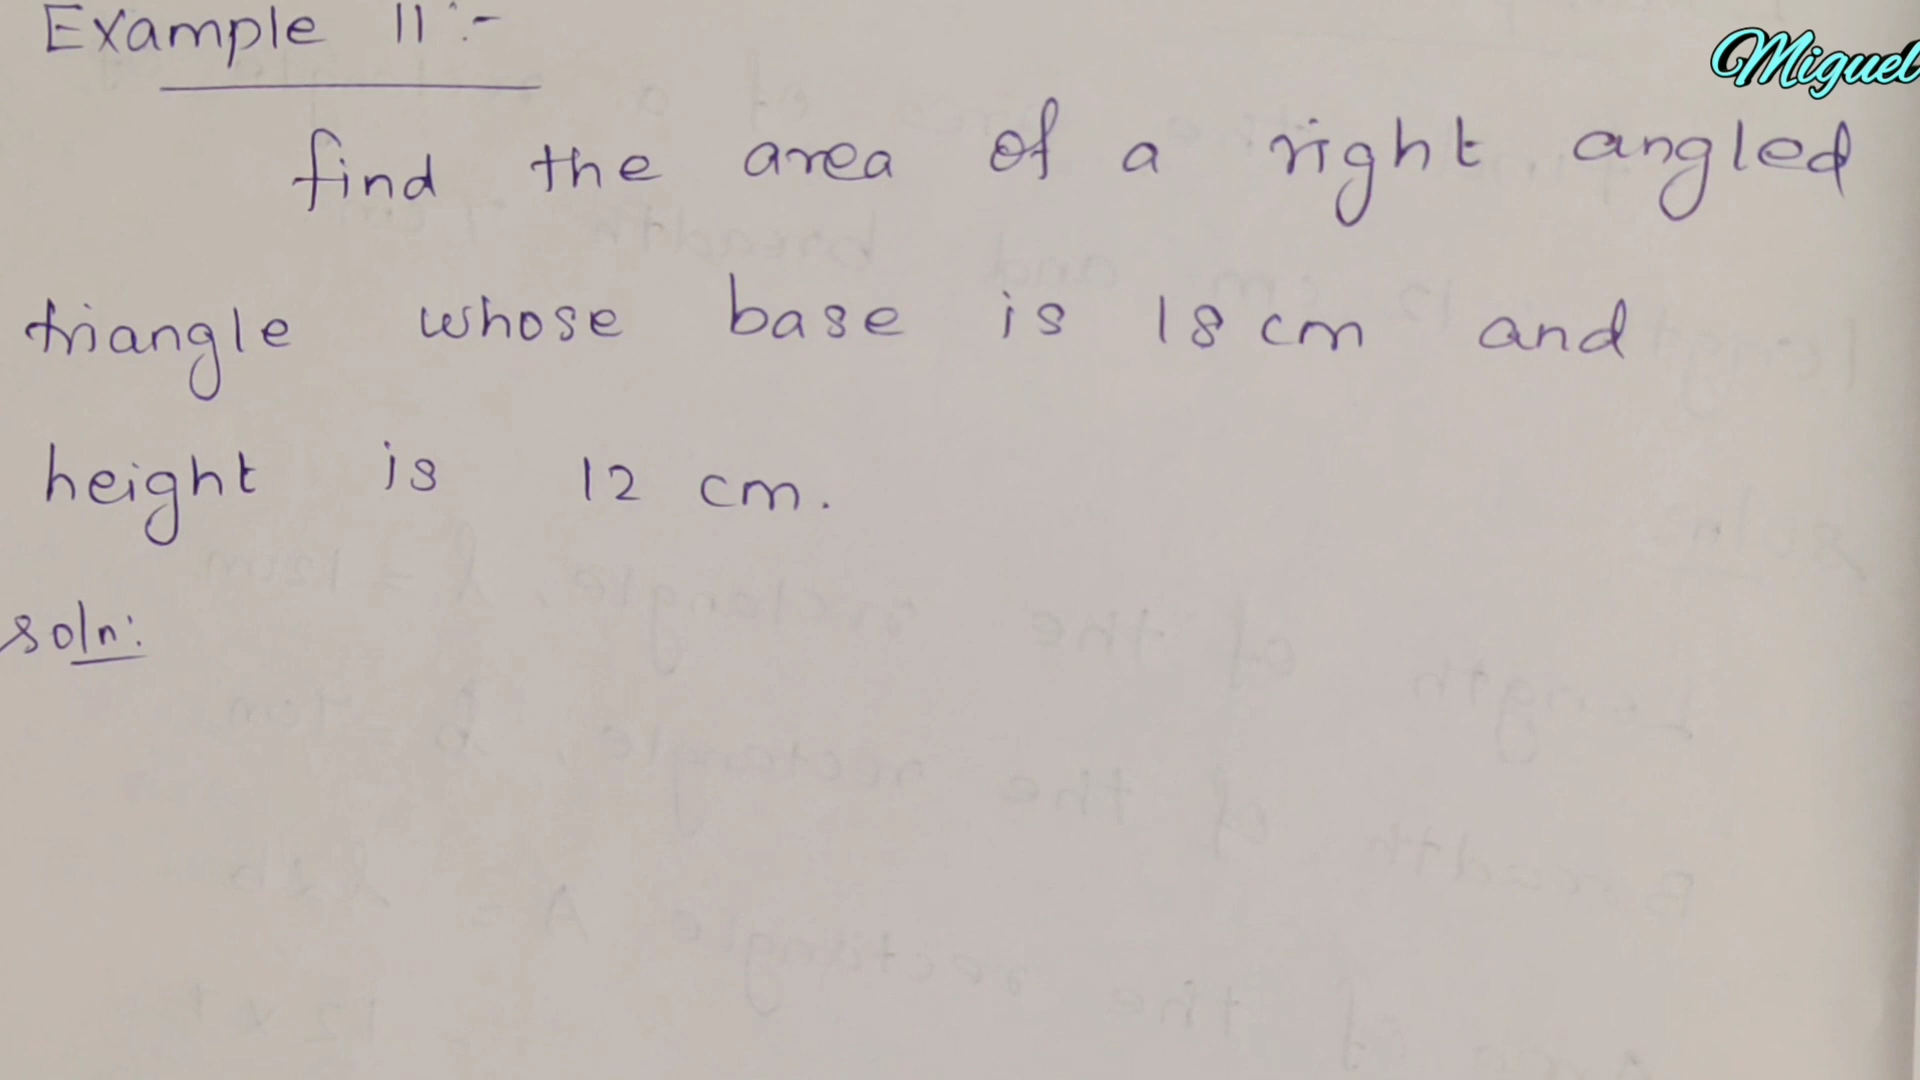 Example 11:-
Miguel
find the area of a right angled
triangle whose base is 18 cm and
height is 12 cm.
soln: